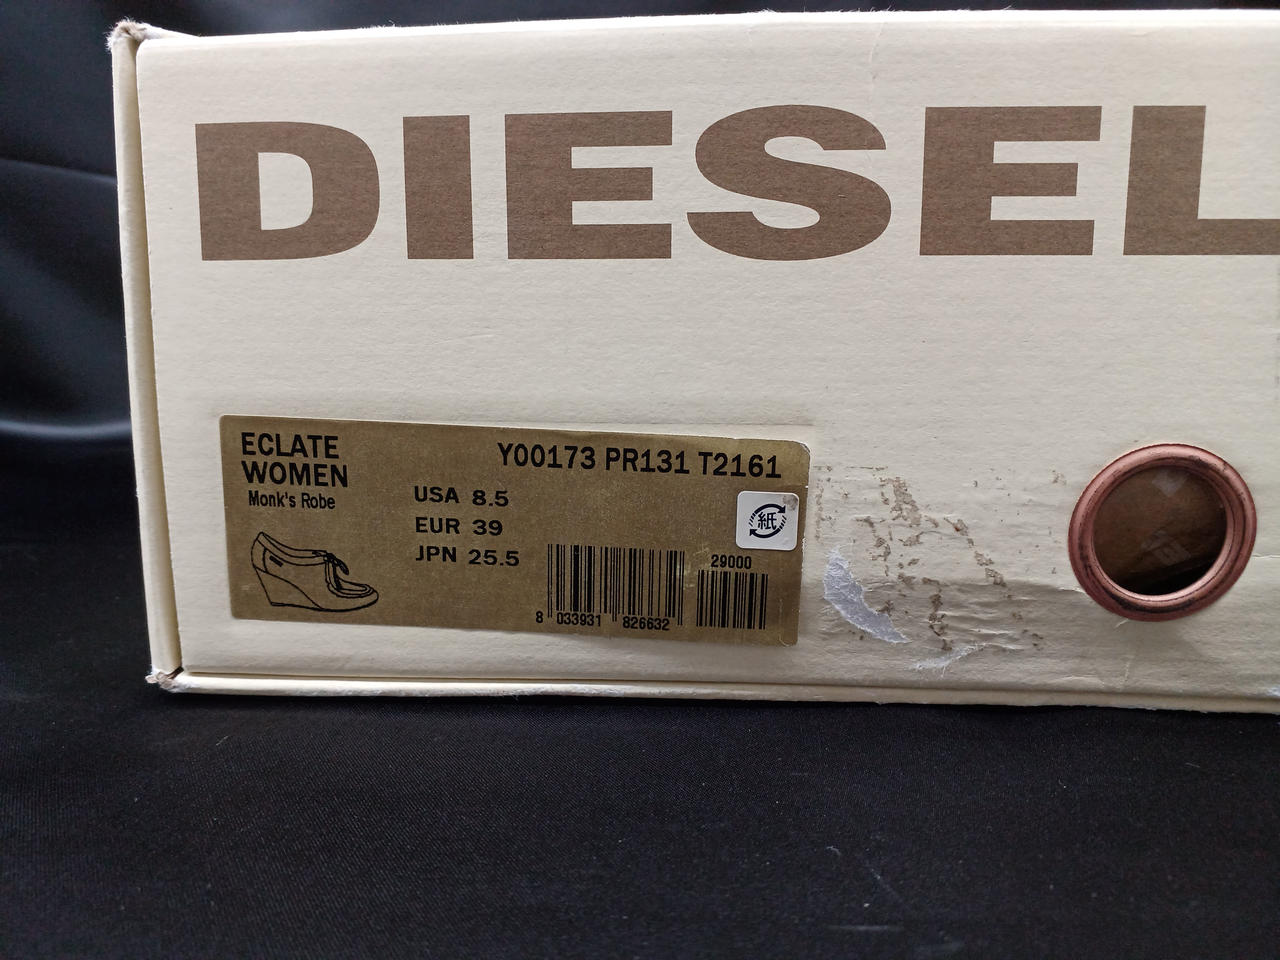 DIESEL
ECLATE
WOMEN
Monk's Robe
Y00173 PR131 T2161
USA 8.5
EUR 39
JPN 25.5
紙
29000
8 033931 826632